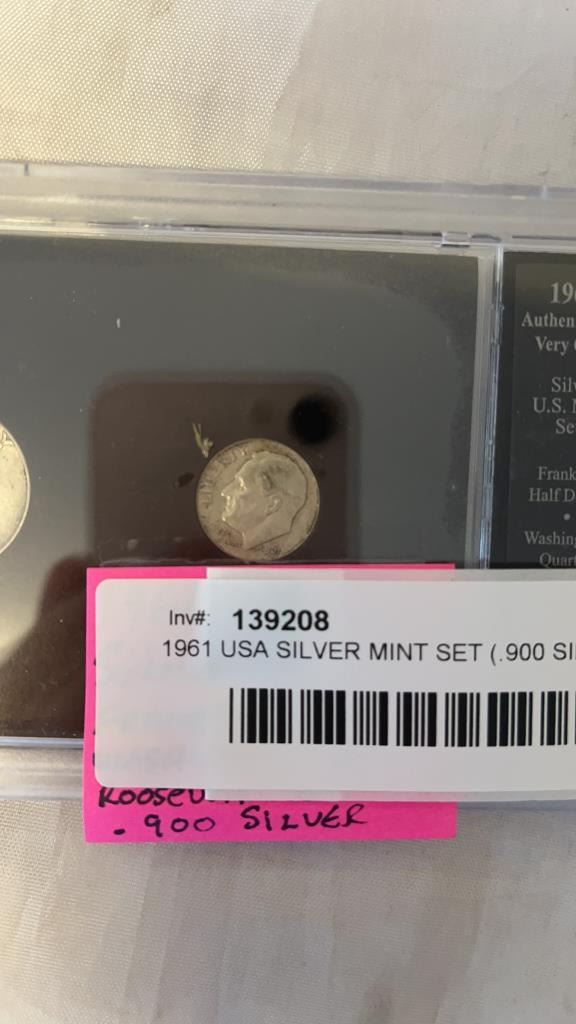 LIBERTY
Authen
Very
Silv
U.S.
Se
Frank
Half D
•
Washing
Quart
Inv#: 139208
1961 USA SILVER MINT SET (.900 SI
.900 SILVER